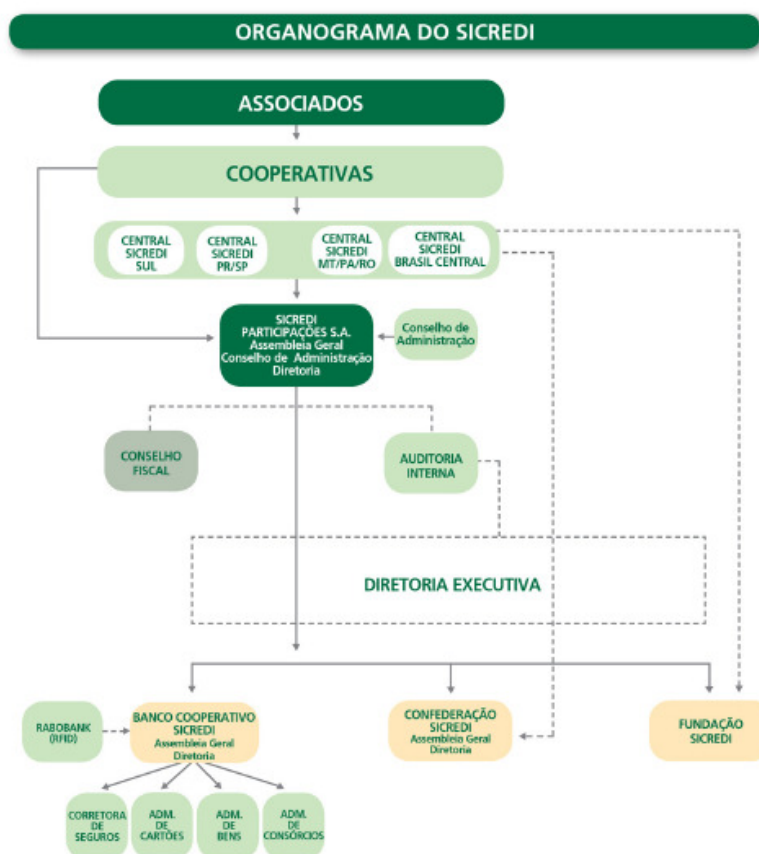 ORGANOGRAMA DO SICREDI
ASSOCIADOS
COOPERATIVAS
CENTRAL
SICREDI
SUL
CENTRAL
SICREDI
PR/SP
CENTRAL
SICREDI
MT/PA/RO
CENTRAL
SICREDI
BRASIL CENTRAL
SICREDI
PARTICIPAÇÕES S.A.
Assembleia Geral
Conselho de Administração
Diretoria
Conselho de
Administração
CONSELHO
FISCAL
AUDITORIA
INTERNA
DIRETORIA EXECUTIVA
RABOBANK
(RFID)
BANCO COOPERATIVO
SICREDI
Assembleia Geral
Diretoria
CONFEDERAÇÃO
SICREDI
Assembleia Geral
Diretoria
FUNDAÇÃO
SICREDI
CORRETORA
DE
SEGUROS
ADM.
DE
CARTÕES
ADM.
DE
BENS
ADM.
DE
CONSÓRCIOS